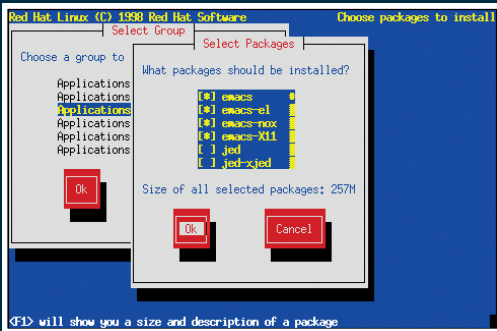 Red Hat Linux (C) 1998 Red Hat Software Choose packages to install
Select Group
Select Packages
Choose a group to
What packages should be installed?
Applications
Applications
Applications
Applications
Applications
Applications
[*] emacs
[*] emacs-el
[*] emacs-nox
[*] emacs-X11
[ ] jed
[ ] jed-xjed
Size of all selected packages: 257M
Ok
Ok
Cancel
<F1> will show you a size and description of a package